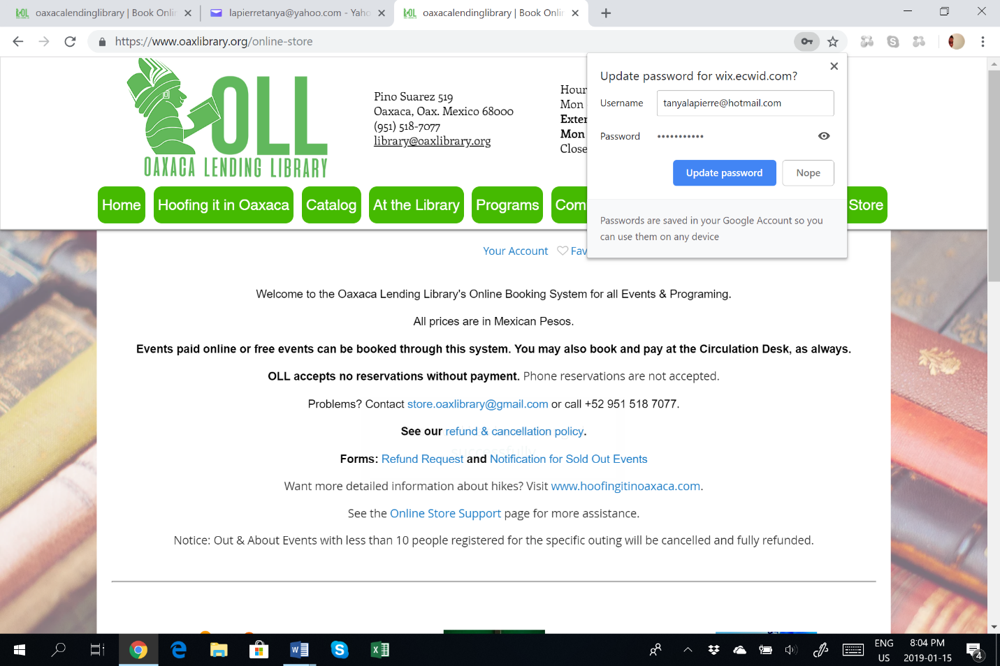 oaxacalendinglibrary | Book Onli
lapierretanya@yahoo.com - Yaho
oaxacalendinglibrary | Book Onlin
https://www.oaxlibrary.org/online-store
OLL
OAXACA LENDING LIBRARY
Pino Suarez 519
Oaxaca, Oax. Mexico 68000
(951) 518-7077
library@oaxlibrary.org
Hour
Mon
Exter
Mon
Close
Update password for wix.ecwid.com?
Username tanyalapierre@hotmail.com
Password •••••••••••
Update password Nope
Passwords are saved in your Google Account so you
can use them on any device
Home Hoofing it in Oaxaca Catalog At the Library Programs Com Store
Your Account Fav
Welcome to the Oaxaca Lending Library's Online Booking System for all Events & Programing.
All prices are in Mexican Pesos.
Events paid online or free events can be booked through this system. You may also book and pay at the Circulation Desk, as always.
OLL accepts no reservations without payment. Phone reservations are not accepted.
Problems? Contact store.oaxlibrary@gmail.com or call +52 951 518 7077.
See our refund & cancellation policy.
Forms: Refund Request and Notification for Sold Out Events
Want more detailed information about hikes? Visit www.hoofingitinoaxaca.com.
See the Online Store Support page for more assistance.
Notice: Out & About Events with less than 10 people registered for the specific outing will be cancelled and fully refunded.
ENG
US
8:04 PM
2019-01-15
4